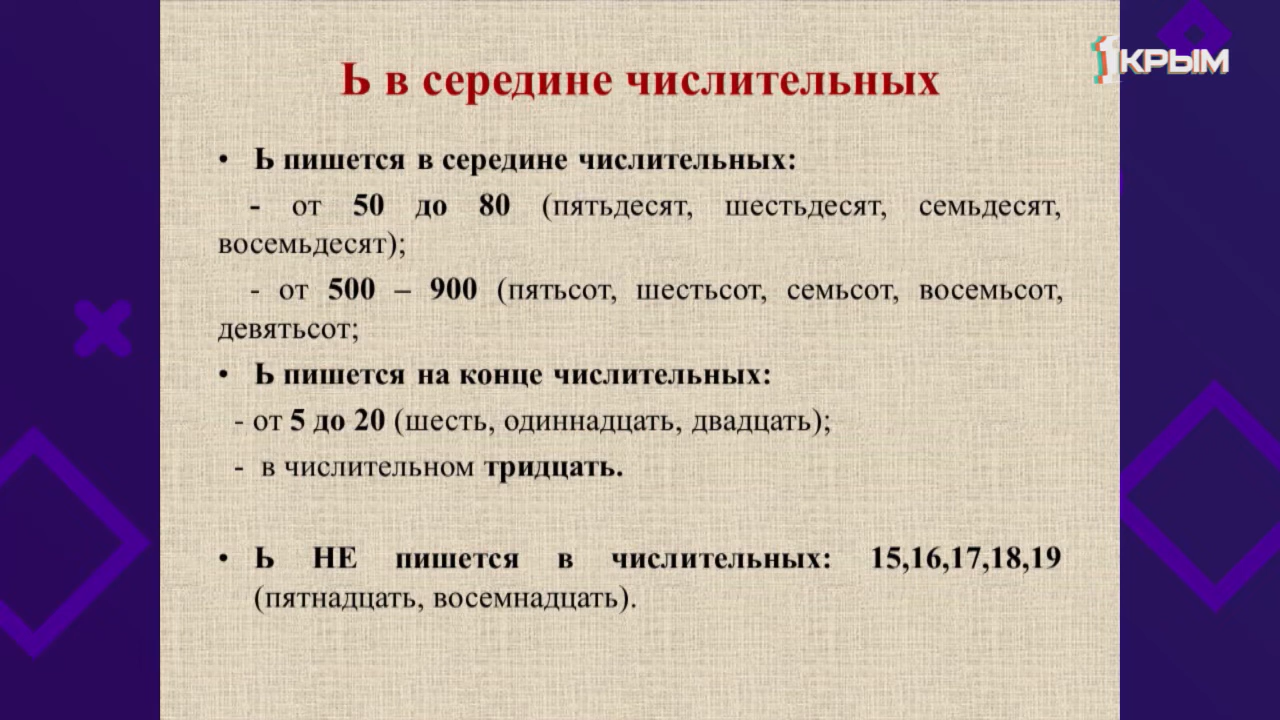 1КРЫМ
Ь в середине числительных
• Ь пишется в середине числительных:
- от 50 до 80 (пятьдесят, шестьдесят, семьдесят,
восемьдесят);
- от 500 – 900 (пятьсот, шестьсот, семьсот, восемьсот,
девятьсот;
• Ь пишется на конце числительных:
- от 5 до 20 (шесть, одиннадцать, двадцать);
- в числительном тридцать.
• Ь НЕ пишется в числительных: 15,16,17,18,19
(пятнадцать, восемнадцать).